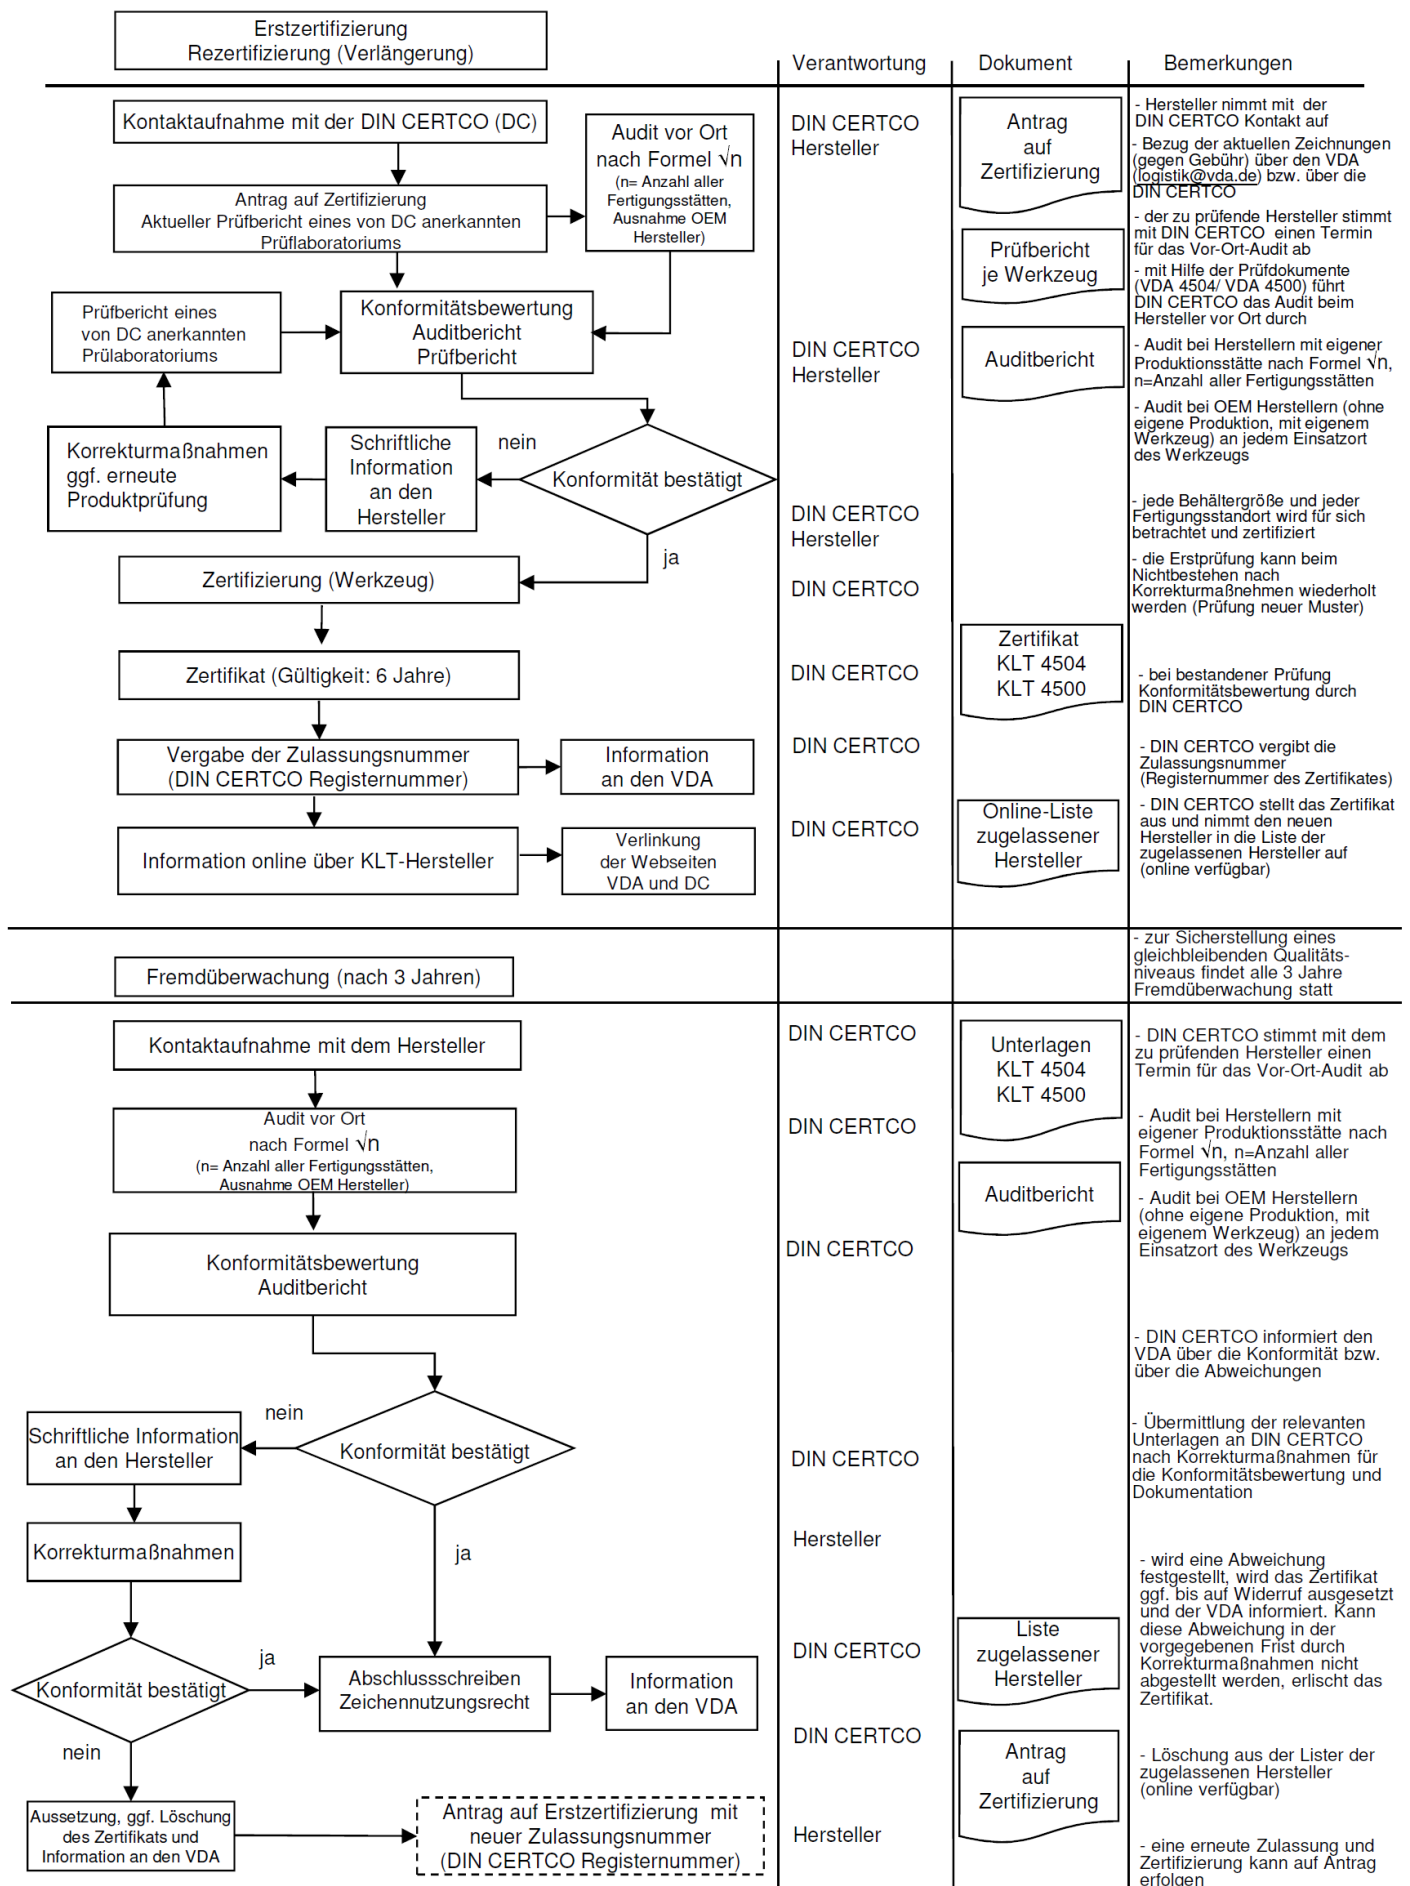 Erstzertifizierung
Rezertifizierung (Verlängerung)
Verantwortung
Dokument
Bemerkungen
Kontaktaufnahme mit der DIN CERTCO (DC)
Audit vor Ort
nach Formel √n
(n= Anzahl aller
Fertigungsstätten,
Ausnahme OEM
Hersteller)
Antrag auf Zertifizierung
Aktueller Prüfbericht eines von DC anerkannten
Prüflaboratoriums
Prüfbericht eines
von DC anerkannten
Prülaboratoriums
Konformitätsbewertung
Auditbericht
Prüfbericht
Korrekturmaßnahmen
ggf. erneute
Produktprüfung
Schriftliche
Information
an den
Hersteller
nein
Konformität bestätigt
ja
Zertifizierung (Werkzeug)
Zertifikat (Gültigkeit: 6 Jahre)
Vergabe der Zulassungsnummer
(DIN CERTCO Registernummer)
Information
an den VDA
Information online über KLT-Hersteller
Verlinkung
der Webseiten
VDA und DC
DIN CERTCO
Hersteller
DIN CERTCO
Hersteller
DIN CERTCO
Hersteller
DIN CERTCO
DIN CERTCO
DIN CERTCO
DIN CERTCO
Antrag
auf
Zertifizierung
Prüfbericht
je Werkzeug
Auditbericht
Zertifikat
KLT 4504
KLT 4500
Online-Liste
zugelassener
Hersteller
- Hersteller nimmt mit der
DIN CERTCO Kontakt auf
- Bezug der aktuellen Zeichnungen
(gegen Gebühr) über den VDA
(logistik@vda.de) bzw. über die
DIN CERTCO
- der zu prüfende Hersteller stimmt
mit DIN CERTCO einen Termin
für das Vor-Ort-Audit ab
- mit Hilfe der Prüfdokumente
(VDA 4504/ VDA 4500) führt
DIN CERTCO das Audit beim
Hersteller vor Ort durch
- Audit bei Herstellern mit eigener
Produktionsstätte nach Formel √n,
n=Anzahl aller Fertigungsstätten
- Audit bei OEM Herstellern (ohne
eigene Produktion, mit eigenem
Werkzeug) an jedem Einsatzort
des Werkzeugs
- jede Behältergröße und jeder
Fertigungsstandort wird für sich
betrachtet und zertifiziert
- die Erstprüfung kann beim
Nichtbestehen nach
Korrekturmaßnehmen wiederholt
werden (Prüfung neuer Muster)
- bei bestandener Prüfung
Konformitätsbewertung durch
DIN CERTCO
- DIN CERTCO vergibt die
Zulassungsnummer
(Registernummer des Zertifikates)
- DIN CERTCO stellt das Zertifikat
aus und nimmt den neuen
Hersteller in die Liste der
zugelassenen Hersteller auf
(online verfügbar)
Fremdüberwachung (nach 3 Jahren)
- zur Sicherstellung eines
gleichbleibenden Qualitäts-
niveaus findet alle 3 Jahre
Fremdüberwachung statt
Kontaktaufnahme mit dem Hersteller
Audit vor Ort
nach Formel √n
(n= Anzahl aller Fertigungsstätten,
Ausnahme OEM Hersteller)
Konformitätsbewertung
Auditbericht
nein
Konformität bestätigt
Schriftliche Information
an den Hersteller
Korrekturmaßnahmen
ja
Konformität bestätigt
ja
nein
Abschlussschreiben
Zeichennutzungsrecht
Information
an den VDA
Aussetzung, ggf. Löschung
des Zertifikats und
Information an den VDA
Antrag auf Erstzertifizierung mit
neuer Zulassungsnummer
(DIN CERTCO Registernummer)
DIN CERTCO
DIN CERTCO
DIN CERTCO
DIN CERTCO
Hersteller
DIN CERTCO
DIN CERTCO
Hersteller
Unterlagen
KLT 4504
KLT 4500
Auditbericht
Liste
zugelassener
Hersteller
Antrag
auf
Zertifizierung
- DIN CERTCO stimmt mit dem
zu prüfenden Hersteller einen
Termin für das Vor-Ort-Audit ab
- Audit bei Herstellern mit
eigener Produktionsstätte nach
Formel √n, n=Anzahl aller
Fertigungsstätten
- Audit bei OEM Herstellern
(ohne eigene Produktion, mit
eigenem Werkzeug) an jedem
Einsatzort des Werkzeugs
- DIN CERTCO informiert den
VDA über die Konformität bzw.
über die Abweichungen
- Übermittlung der relevanten
Unterlagen an DIN CERTCO
nach Korrekturmaßnahmen für
die Konformitätsbewertung und
Dokumentation
- wird eine Abweichung
festgestellt, wird das Zertifikat
ggf. bis auf Widerruf ausgesetzt
und der VDA informiert. Kann
diese Abweichung in der
vorgegebenen Frist durch
Korrekturmaßnahmen nicht
abgestellt werden, erlischt das
Zertifikat.
- Löschung aus der Lister der
zugelassenen Hersteller
(online verfügbar)
- eine erneute Zulassung und
Zertifizierung kann auf Antrag
erfolgen